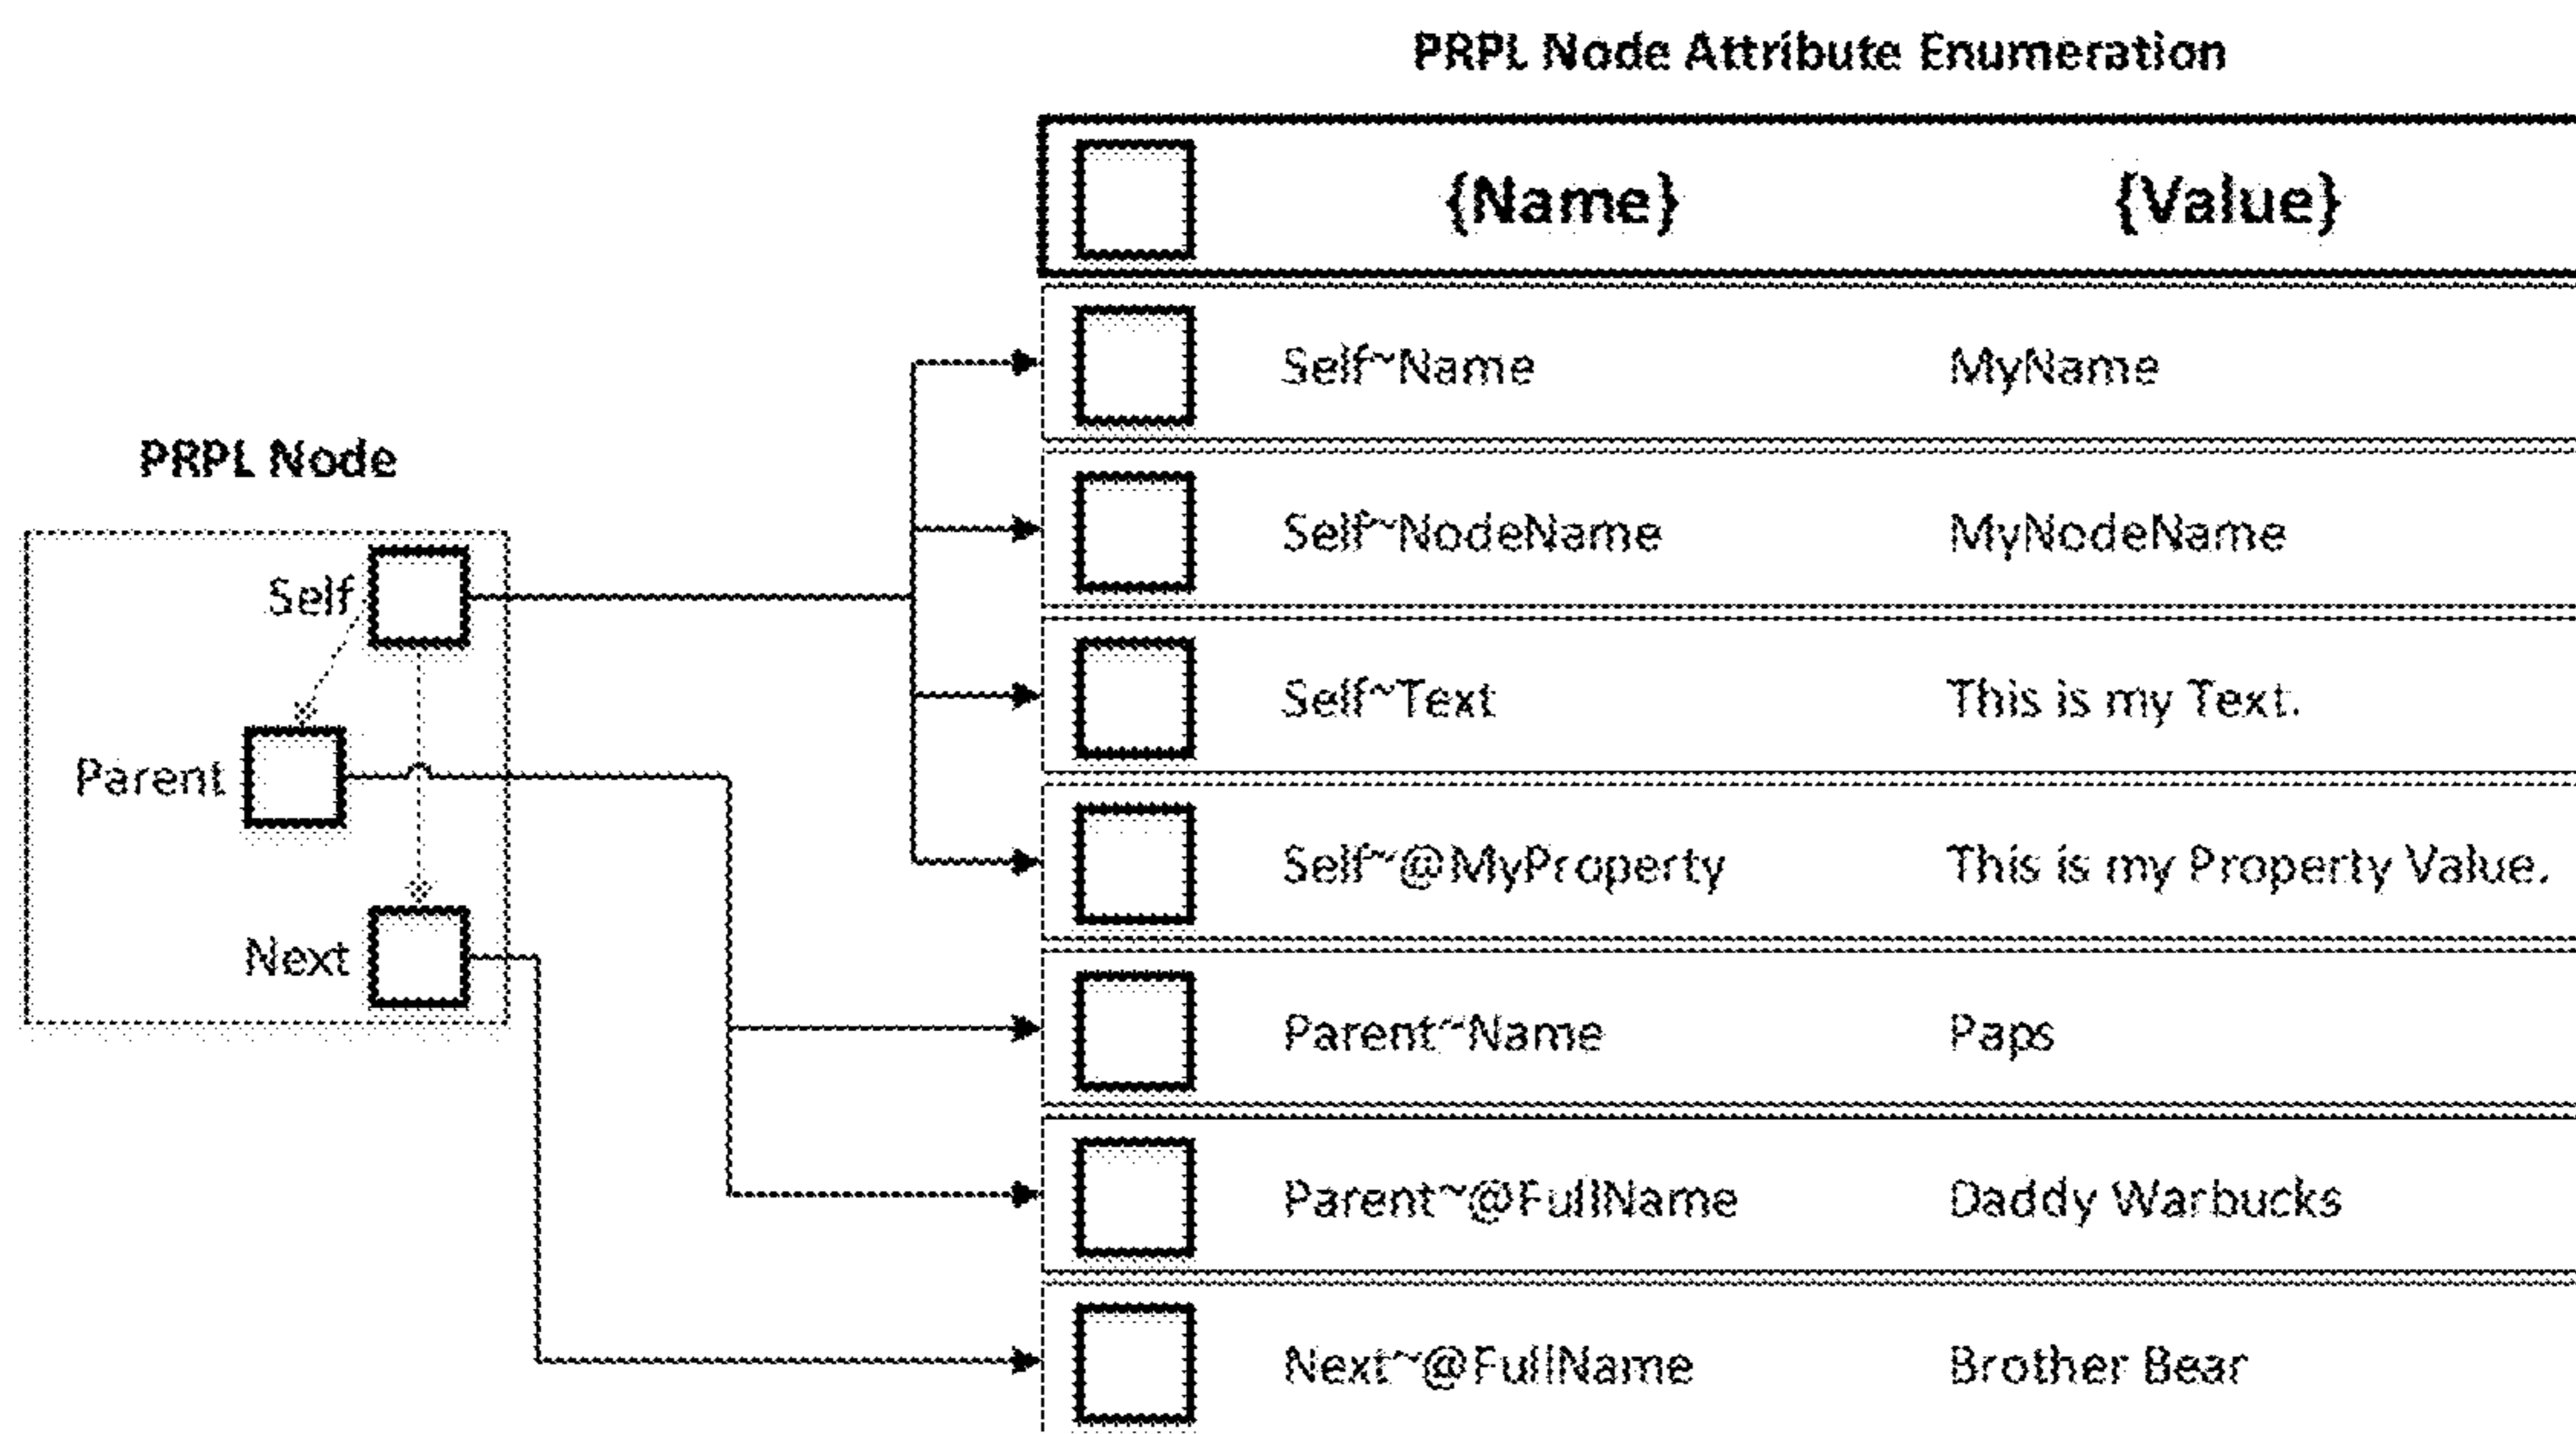 PRPL Node Attribute Enumeration
{Name} {Value}
Self~Name MyName
Self~NodeName MyNodeName
Self~Text This is my Text.
Self~@MyProperty This is my Property Value.
Parent~Name Paps
Parent~@FullName Daddy Warbucks
Next~@FullName Brother Bear
PRPL Node
Self
Parent
Next